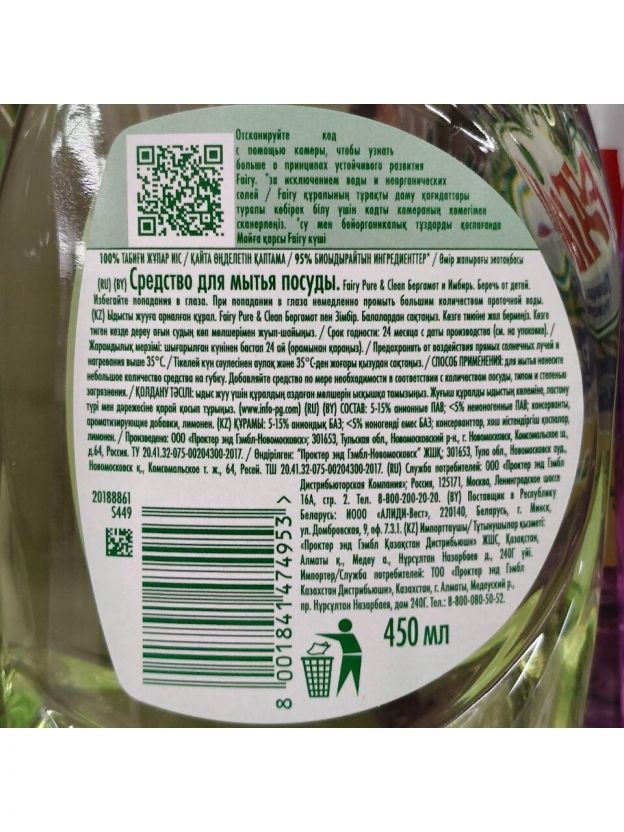 Отсканируйте код
с помощью камеры, чтобы узнать
больше о принципах устойчивого развития
Fairy. *за исключением воды и неорганических
солей / Fairy құралының тұрақты даму қағидаттары
туралы көбірек білу үшін кодты камераның көмегімен
сканерлеңіз. *су мен бейорганикалық тұздарды қоспағанда
Майға қарсы Fairy күші
100% ТАБИҒИ ЖҰПАР ИІС / ҚАЙТА ӨҢДЕЛЕТІН ҚАПТАМА / 95% БИОЫДЫРАЙТЫН ИНГРЕДИЕНТТЕР* / Өмір жалғырағы экотаңбасы
(RU) (BY) Средство для мытья посуды. Fairy Pure & Clean Бергамот и Имбирь. Беречь от детей.
Избегайте попадания в глаза. При попадании в глаза немедленно промыть большим количеством проточной воды.
(KZ) Ыдысты жууға арналған құрал. Fairy Pure & Clean Бергамот пен Зімбір. Балалардан сақтаңыз. Көзге тиюіне жол бермеңіз. Көзге
тиген кезде дереу ағын судың көп мөлшерімен жуып-шайыңыз. / Срок годности: 24 месяца с даты производства (см. на упаковке).
Жарамдылық мерзімі: шығарылған күнінен бастап 24 ай (орамынан қараңыз). / Предохранять от воздействия прямых солнечных лучей и
нагревания выше 35°С. / Тікелей күн сәулесінен аулақ және 35°С-ден жоғары қызудан сақтаңыз. / СПОСОБ ПРИМЕНЕНИЯ: для мытья нанесите
небольшое количество средства на губку. Добавляйте средство по мере необходимости в соответствии с количеством посуды, типом и степенью
загрязнения. / ҚОЛДАНУ ТӘСІЛІ: ыдыс жуу үшін құралдың аздаған мөлшерін ысқышқа тамызыңыз. Жуғыш құралды ыдыстың көлеміне, ластану
түрі мен дәрежесіне қарай қосып тұрыңыз. (www.info-pg.com) (RU) (BY) СОСТАВ: 5-15% анионные ПАВ; <5% неионогенные ПАВ; консерванты,
ароматизирующие добавки, лимонен. (KZ) ҚҰРАМЫ: 5-15% аниондық БАЗ; <5% ионогенді емес БАЗ; консерванттар, хош иістендіргіш қоспалар,
лимонен. / Произведено: ООО «Проктер энд Гэмбл-Новомосковск»: 301653, Тульская обл., Новомосковский р-н, г. Новомосковск, Комсомольское ш.,
д.64, Россия. ТУ 20.41.32-075-00204300-2017. / Өндірілген: "Проктер энд Гэмбл-Новомосковск" ЖШҚ; 301653, Тула обл., Новомосковск ауд.,
Новомосковск қ., Комсомольское т. ж., 64, Ресей. ТШ 20.41.32-075-00204300-2017. (RU) Служба потребителей: ООО «Проктер энд Гэмбл
Дистрибьюторская Компания»; Россия, 125171, Москва, Ленинградское шоссе
16А, стр. 2. Тел. 8-800-200-20-20. (BY) Поставщик в Республику
Беларусь: ИООО «АЛИДИ-Вест», 220140, Беларусь, г. Минск,
ул. Домбровская, 9, оф. 7.3.1. (KZ) Импорттаушы/Тұтынушылар қызметі:
«Проктер энд Гэмбл Қазақстан Дистрибьюшн» ЖШС, Қазақстан,
Алматы қ., Медеу а., Нұрсұлтан Назарбаев д., 240Г үйі.
Импортер/Служба потребителей: ТОО «Проктер энд Гэмбл
Казахстан Дистрибьюшн», Казахстан, г. Алматы, Медеуский р.,
пр. Нурсултан Назарбаев, дом 240Г. Тел.: 8-800-080-50-52.
20188861
S449
8 001841 474953 >
450 мл